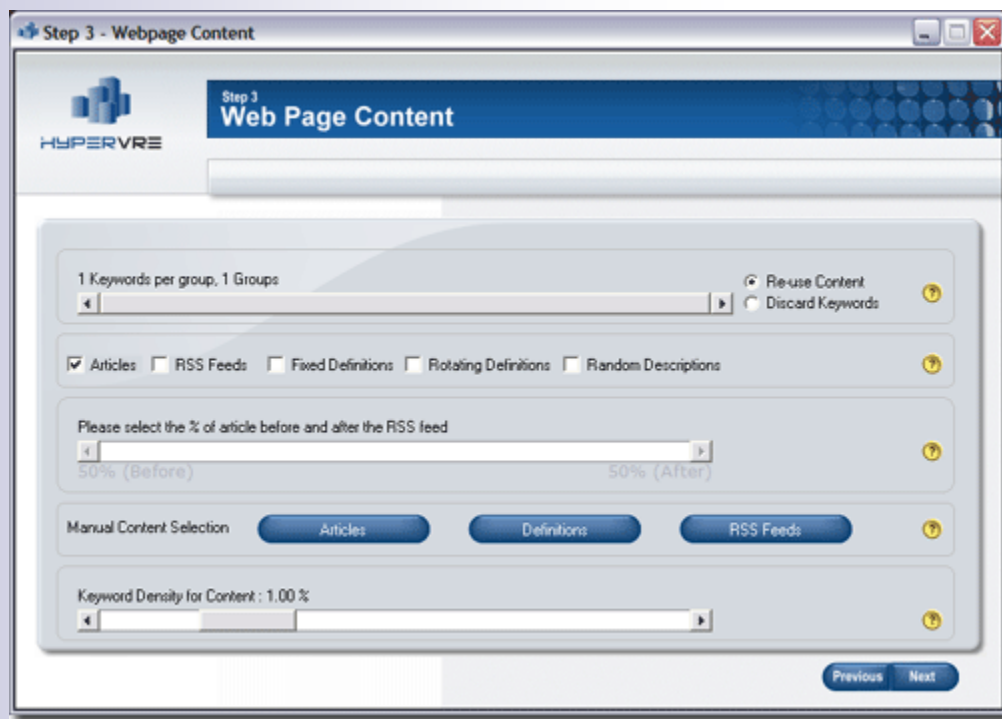 Step 3 - Webpage Content
HYPERVRE
Step 3
Web Page Content
1 Keywords per group, 1 Groups
Re-use Content
Discard Keywords
Articles RSS Feeds Fixed Definitions Rotating Definitions Random Descriptions
Please select the % of article before and after the RSS feed
50% (Before) 50% (After)
Manual Content Selection Articles Definitions RSS Feeds
Keyword Density for Content : 1.00 %
Previous Next